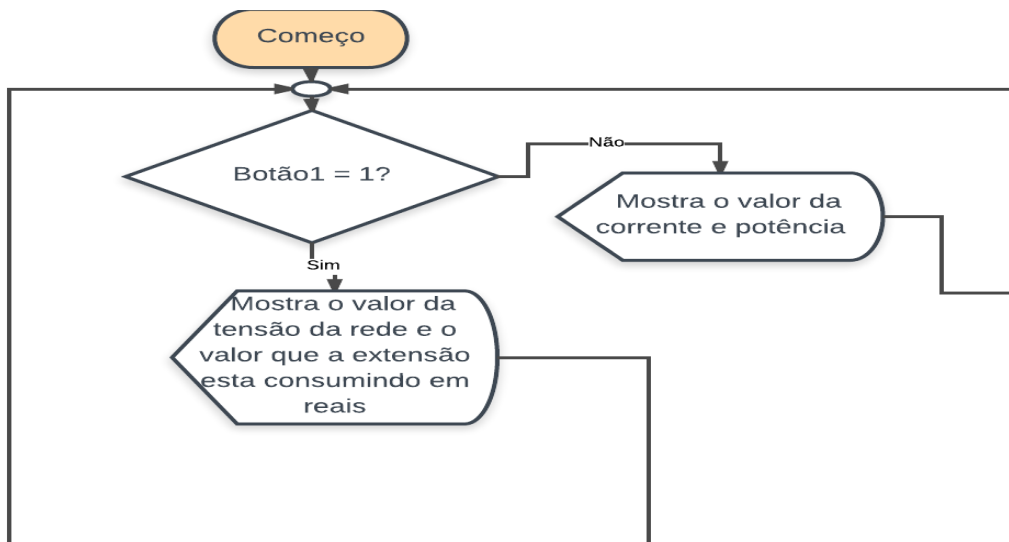 Começo
Botão1 = 1?
Não
Mostra o valor da
corrente e potência
Sim
Mostra o valor da
tensão da rede e o
valor que a extensão
esta consumindo em
reais